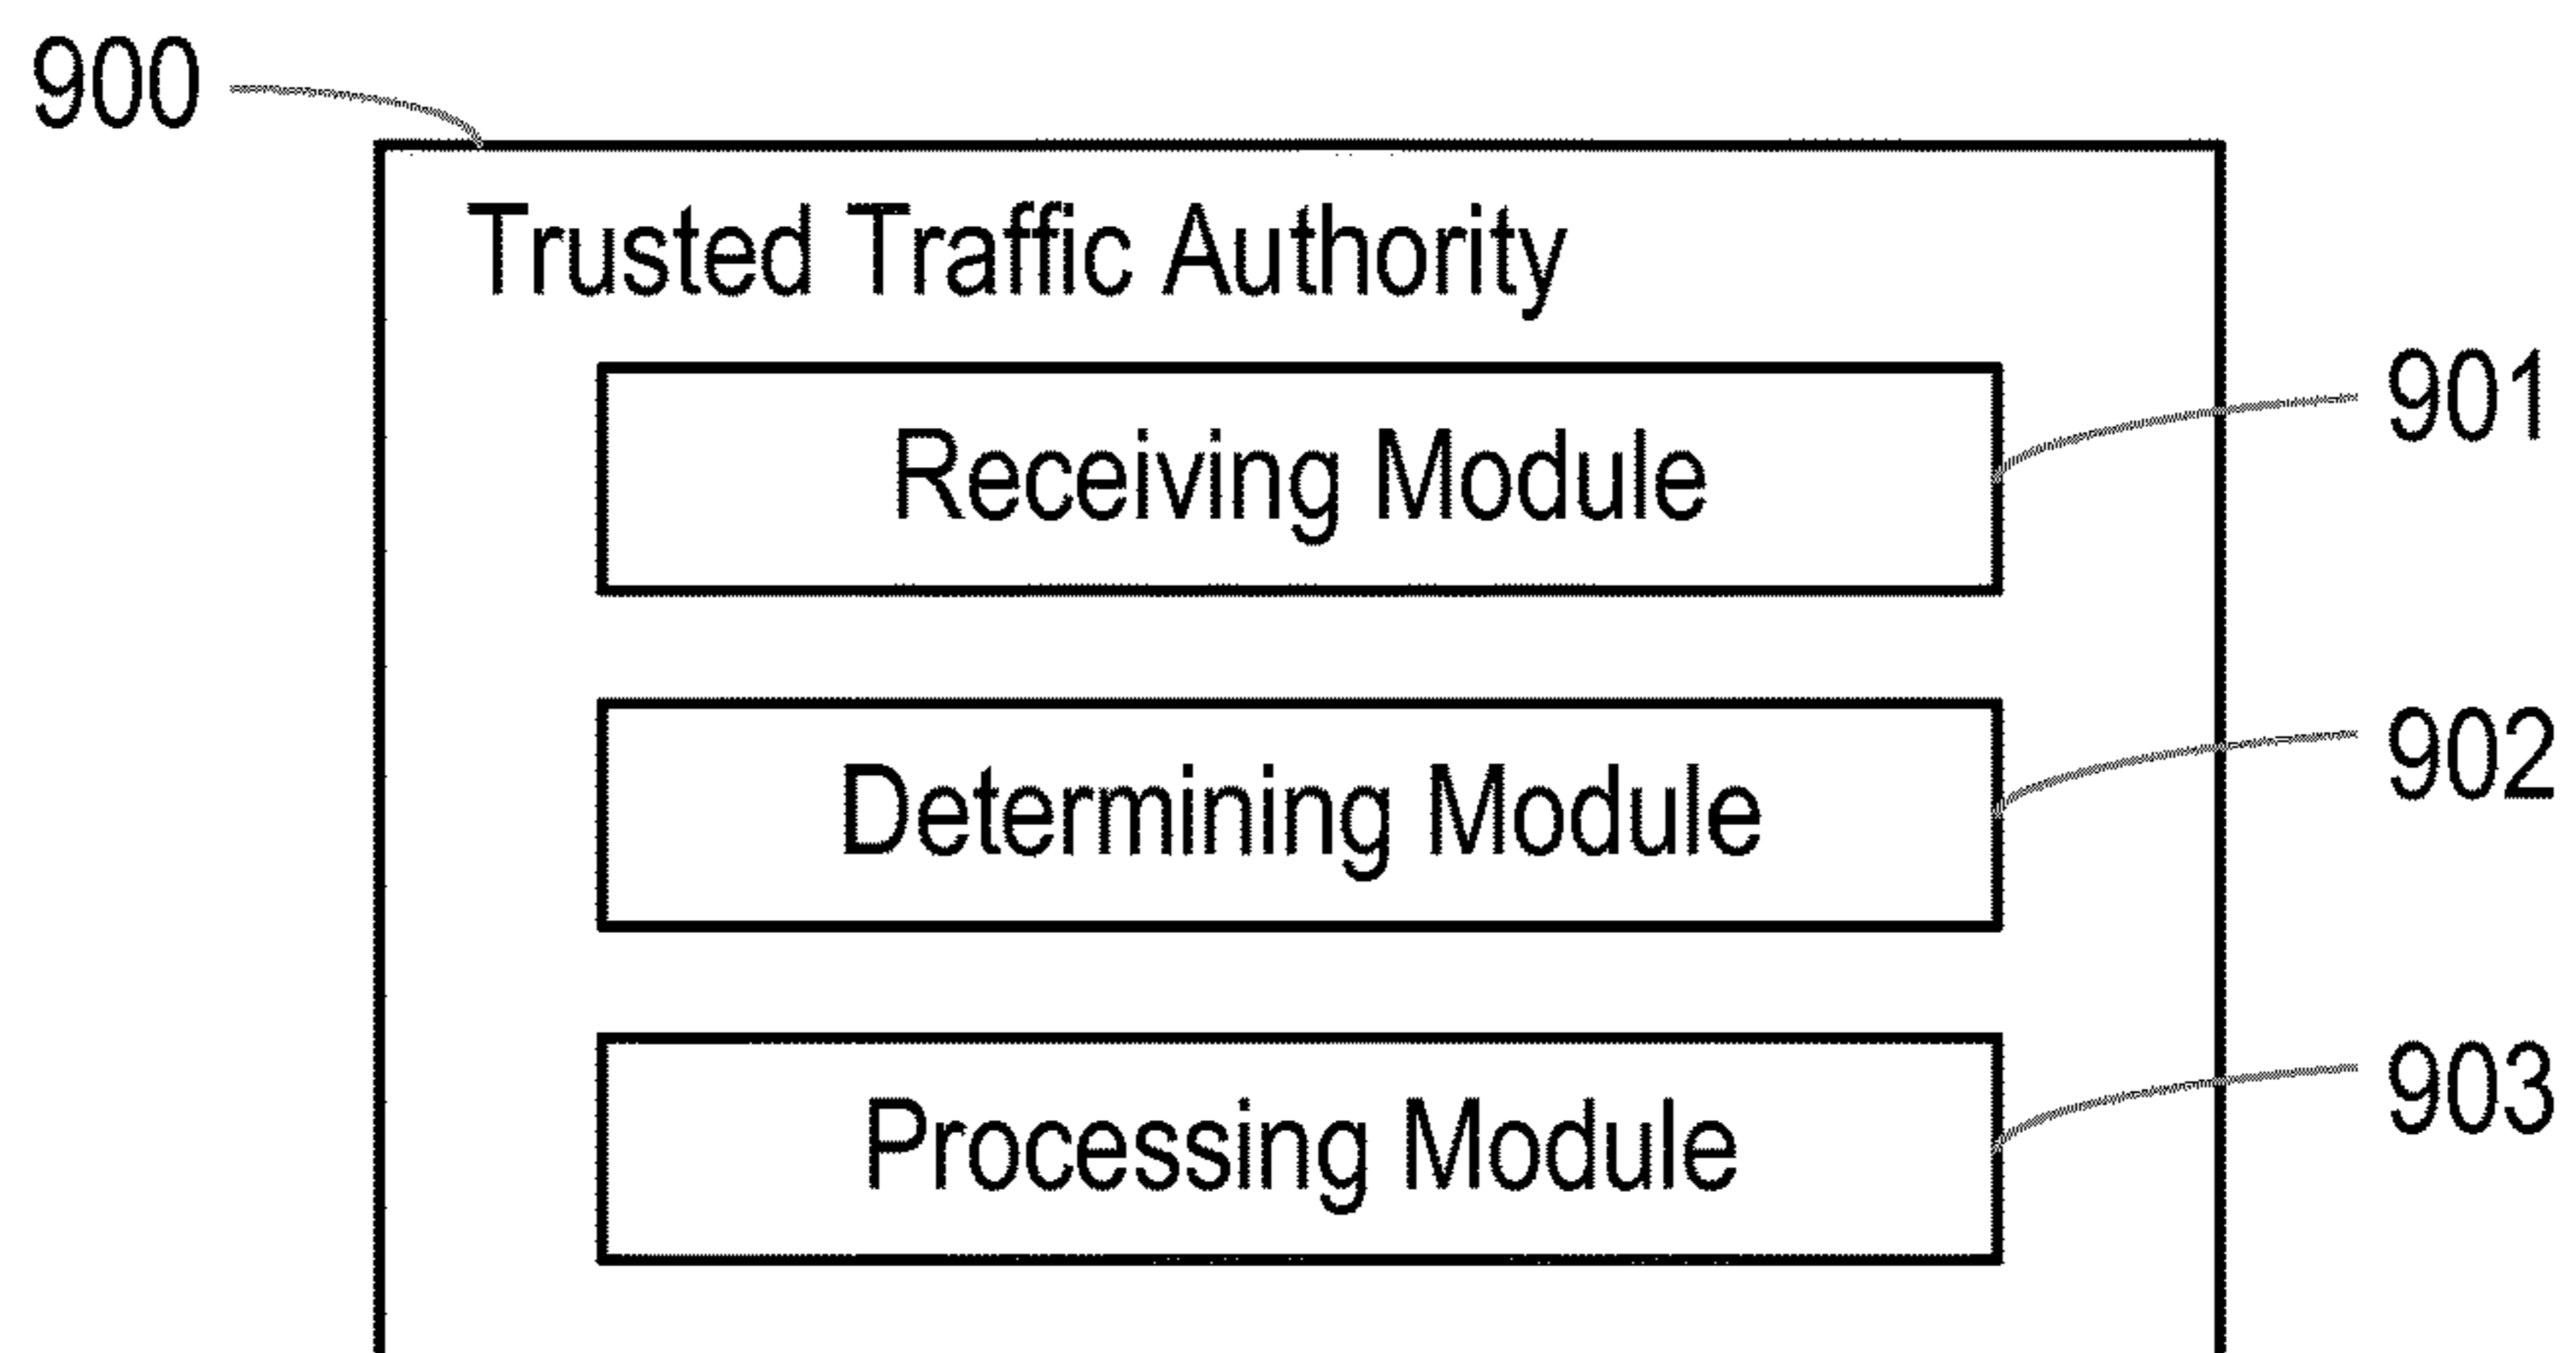 900
Trusted Traffic Authority
Receiving Module
901
Determining Module
902
Processing Module
903